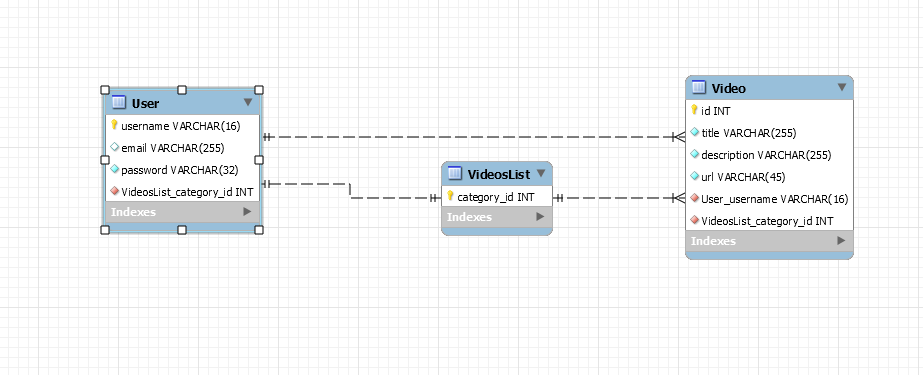 User
username VARCHAR(16)
email VARCHAR(255)
password VARCHAR(32)
VideosList_category_id INT
Indexes
VideosList
category_id INT
Indexes
Video
id INT
title VARCHAR(255)
description VARCHAR(255)
url VARCHAR(45)
User_username VARCHAR(16)
VideosList_category_id INT
Indexes